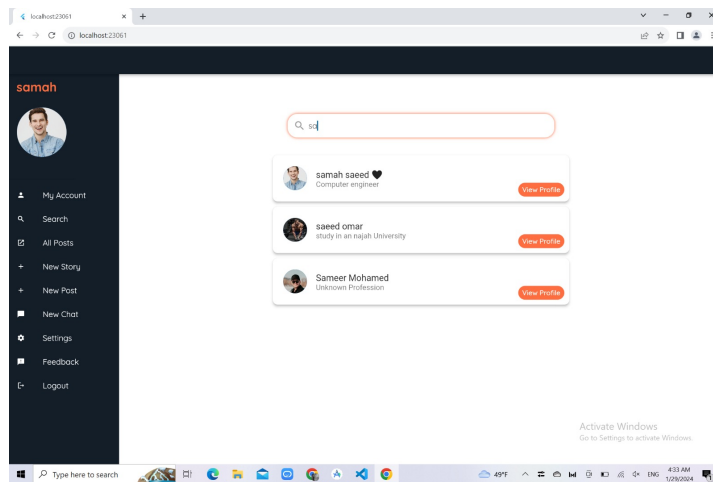 localhost:23061
localhost:23061
samah
sa
samah saeed 🖤
Computer engineer
View Profile
My Account
Search
saeed omar
study in an najah University
View Profile
All Posts
New Story
Sameer Mohamed
Unknown Profession
View Profile
New Post
New Chat
Settings
Feedback
Logout
Activate Windows
Go to Settings to activate Windows.
Type here to search
49°F
ENG
4:33 AM
1/29/2024